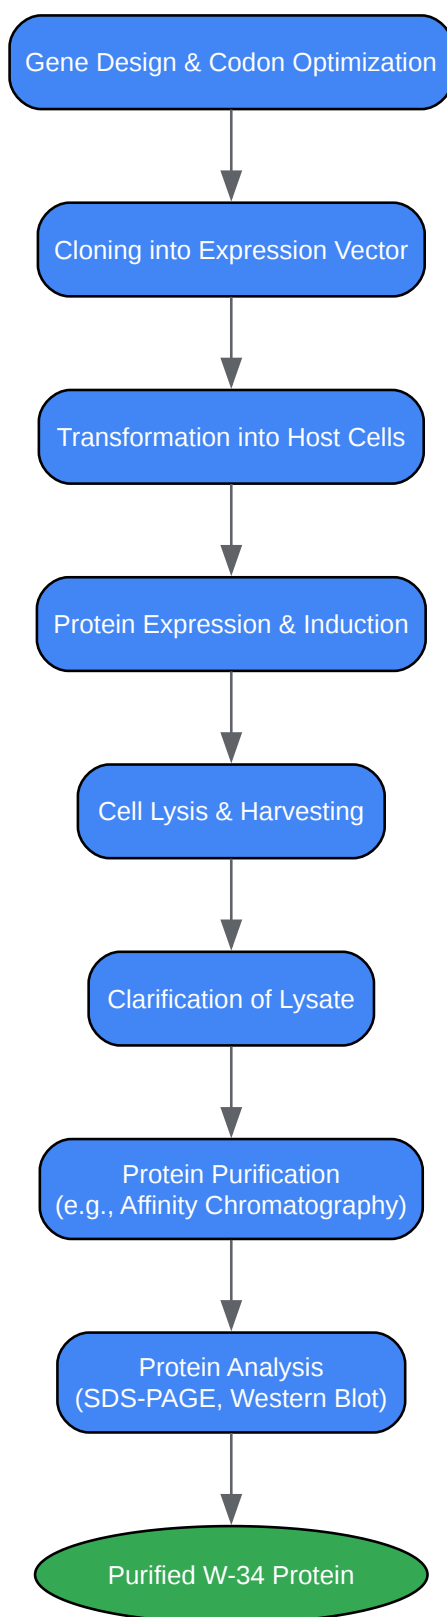 Gene Design & Codon Optimization
Cloning into Expression Vector
Transformation into Host Cells
Protein Expression & Induction
Cell Lysis & Harvesting
Clarification of Lysate
Protein Purification
(e.g., Affinity Chromatography)
Protein Analysis
(SDS-PAGE, Western Blot)
Purified W-34 Protein